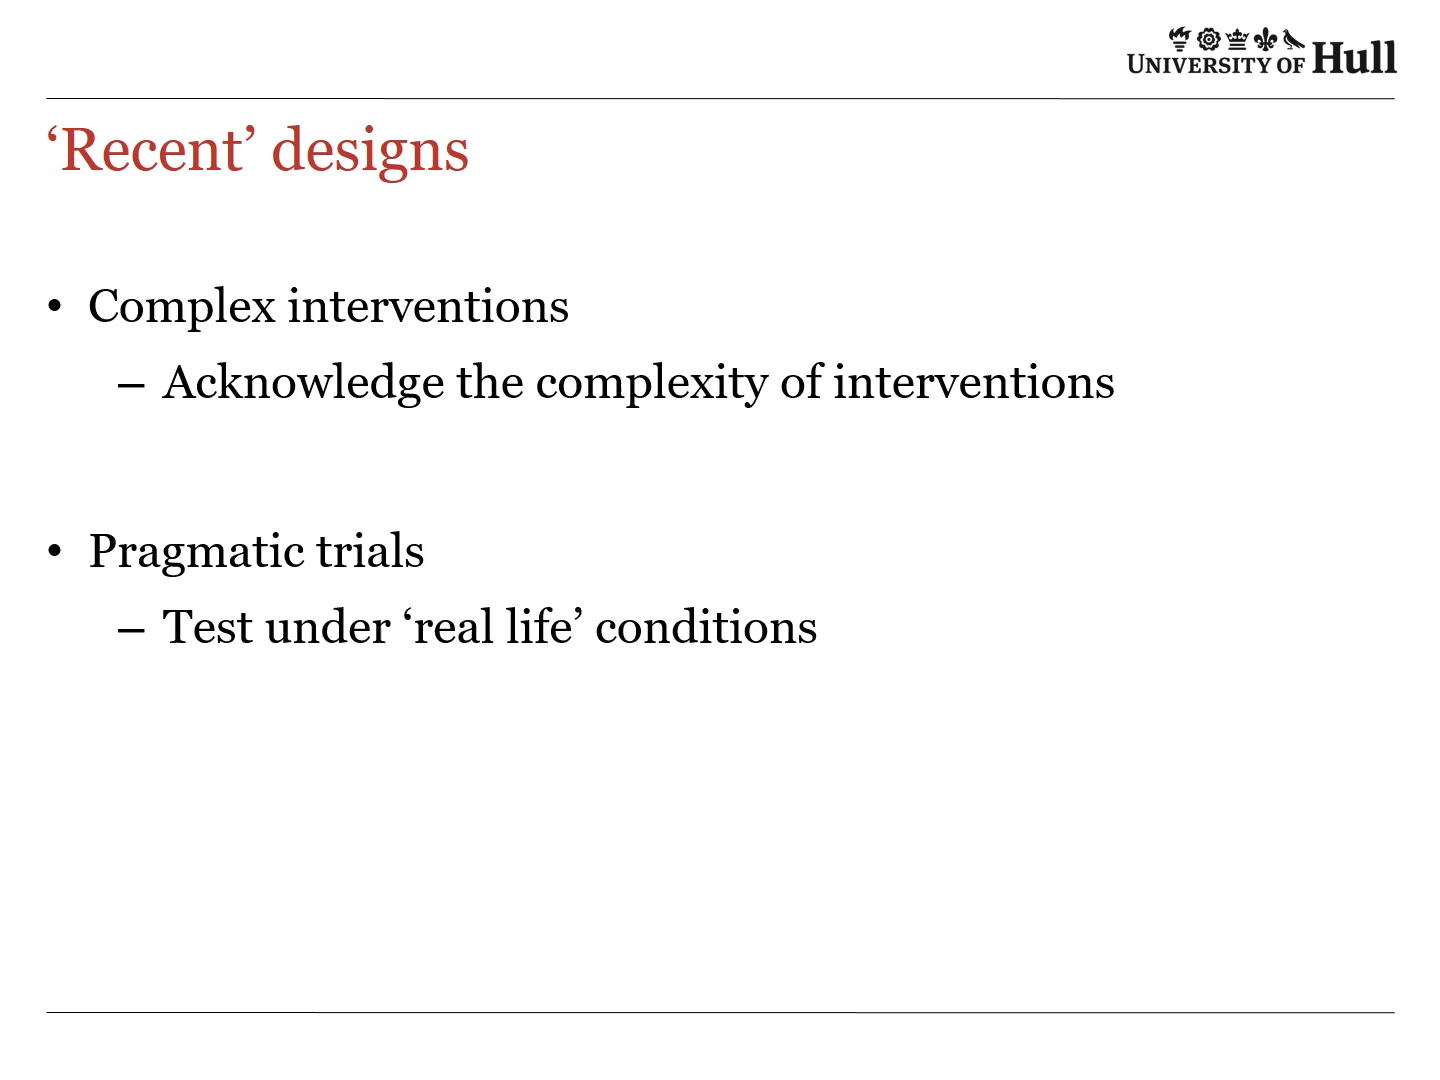 UNIVERSITY OF Hull
‘Recent’ designs
• Complex interventions
– Acknowledge the complexity of interventions
• Pragmatic trials
– Test under ‘real life’ conditions